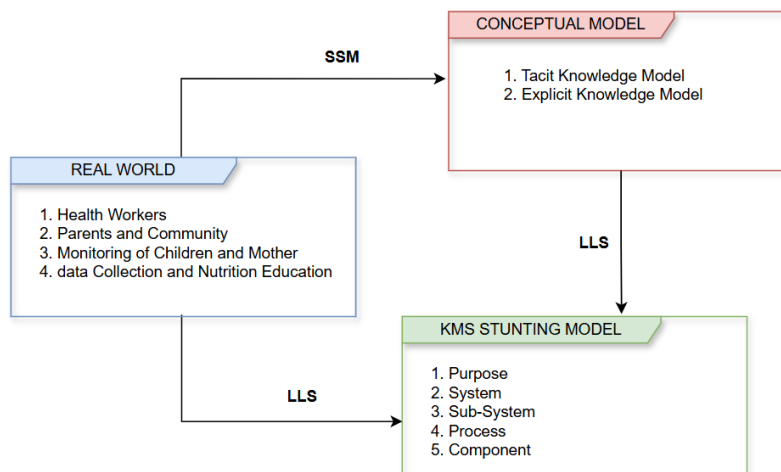 CONCEPTUAL MODEL
SSM
1. Tacit Knowledge Model
2. Explicit Knowledge Model
REAL WORLD
1. Health Workers
2. Parents and Community
3. Monitoring of Children and Mother
4. data Collection and Nutrition Education
LLS
KMS STUNTING MODEL
1. Purpose
2. System
3. Sub-System
4. Process
5. Component
LLS